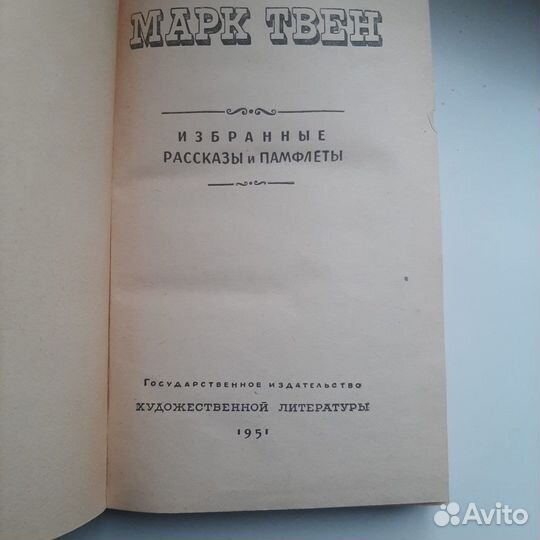 МАРК ТВЕН
ИЗБРАННЫЕ
РАССКАЗЫ и ПАМФЛЕТЫ
ГОСУДАРСТВЕННОЕ ИЗДАТЕЛЬСТВО
ХУДОЖЕСТВЕННОЙ ЛИТЕРАТУРЫ
1951
Avito